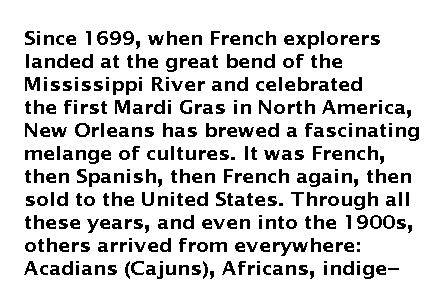 Since 1699, when French explorers
landed at the great bend of the
Mississippi River and celebrated
the first Mardi Gras in North America,
New Orleans has brewed a fascinating
melange of cultures. It was French,
then Spanish, then French again, then
sold to the United States. Through all
these years, and even into the 1900s,
others arrived from everywhere:
Acadians (Cajuns), Africans, indige-